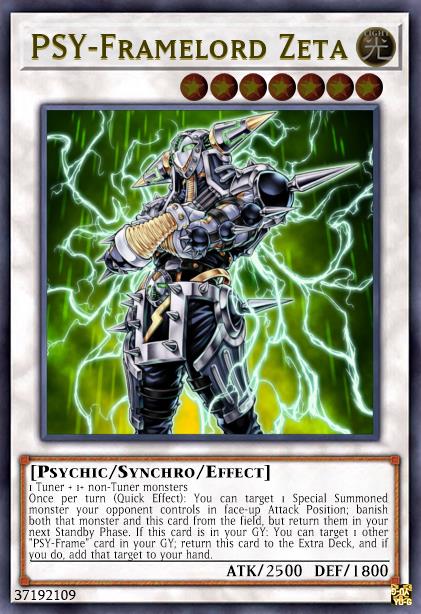 PSY-Framelord Zeta
LIGHT
光
[Psychic/Synchro/Effect]
1 Tuner + 1+ non-Tuner monsters
Once per turn (Quick Effect): You can target 1 Special Summoned
monster your opponent controls in face-up Attack Position; banish
both that monster and this card from the field, but return them in your
next Standby Phase. If this card is in your GY: You can target 1 other
"PSY-Frame" card in your GY; return this card to the Extra Deck, and if
you do, add that target to your hand.
ATK/2500 DEF/1800
37192109